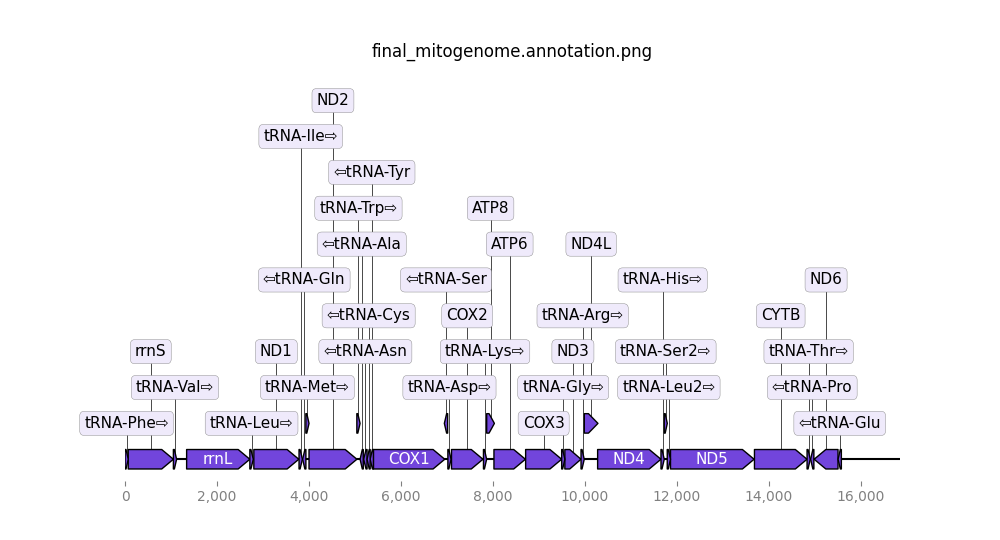 final_mitogenome.annotation.png
ND2
tRNA-Ile⇨
⇦tRNA-Tyr
tRNA-Trp⇨ ATP8
⇦tRNA-Ala ATP6 ND4L
⇦tRNA-Gln ⇦tRNA-Ser tRNA-His⇨ ND6
⇦tRNA-Cys COX2 tRNA-Arg⇨ CYTB
rrnS ND1 ⇦tRNA-Asn tRNA-Lys⇨ ND3 tRNA-Ser2⇨ tRNA-Thr⇨
tRNA-Val⇨ tRNA-Met⇨ tRNA-Asp⇨ tRNA-Gly⇨ tRNA-Leu2⇨ ⇦tRNA-Pro
tRNA-Phe⇨ tRNA-Leu⇨ COX3 ⇦tRNA-Glu
rrnL COX1 ND4 ND5
0 2,000 4,000 6,000 8,000 10,000 12,000 14,000 16,000